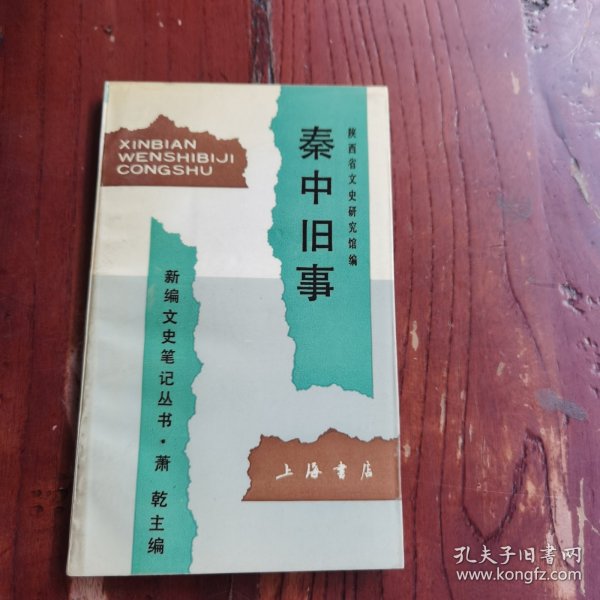 XINBIAN
WENSHIBIJI
CONGSHU
秦中旧事
陕西省文史研究馆编
新编文史笔记丛书·萧乾主编
上海书店
孔夫子旧书网
www.kongfz.com